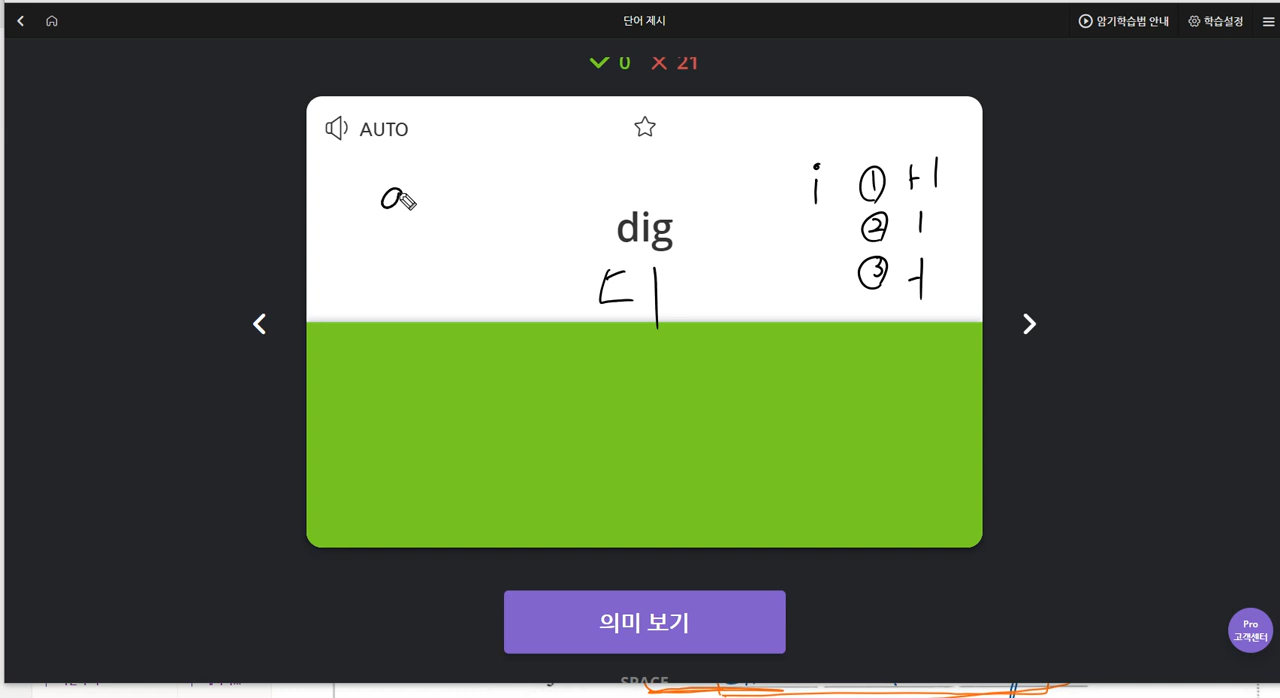 단어 제시
암기학습법 안내
학습설정
0 21
AUTO
i ① ㅏㅣ
② ㅣ
③ ㅓ
dig
디
의미 보기
Pro
고객센터
SPACE